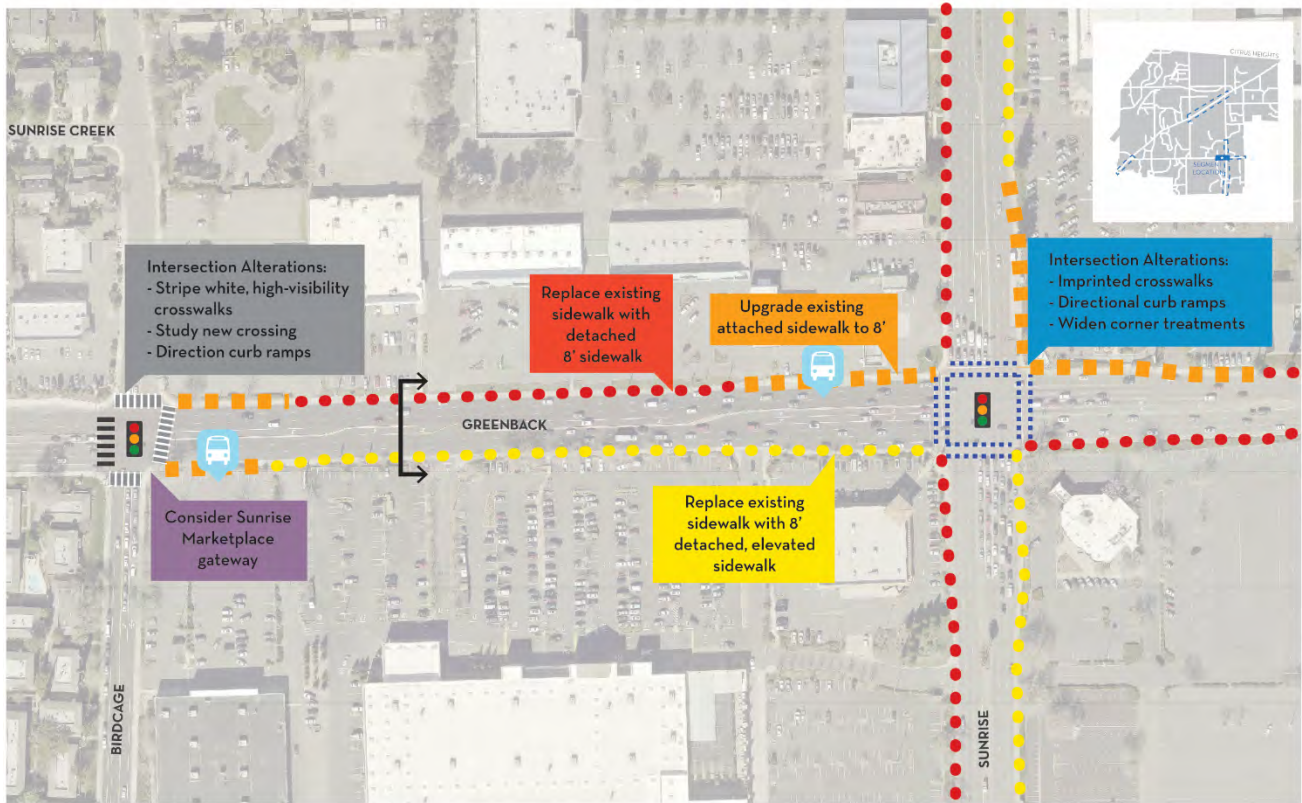 CITRUS HEIGHTS
SEGMENT
LOCATION
SUNRISE CREEK
Intersection Alterations:
- Stripe white, high-visibility
crosswalks
- Study new crossing
- Direction curb ramps
Replace existing
sidewalk with
detached
8' sidewalk
Upgrade existing
attached sidewalk to 8'
Intersection Alterations:
- Imprinted crosswalks
- Directional curb ramps
- Widen corner treatments
GREENBACK
Consider Sunrise
Marketplace
gateway
Replace existing
sidewalk with 8'
detached, elevated
sidewalk
BIRDCAGE
SUNRISE